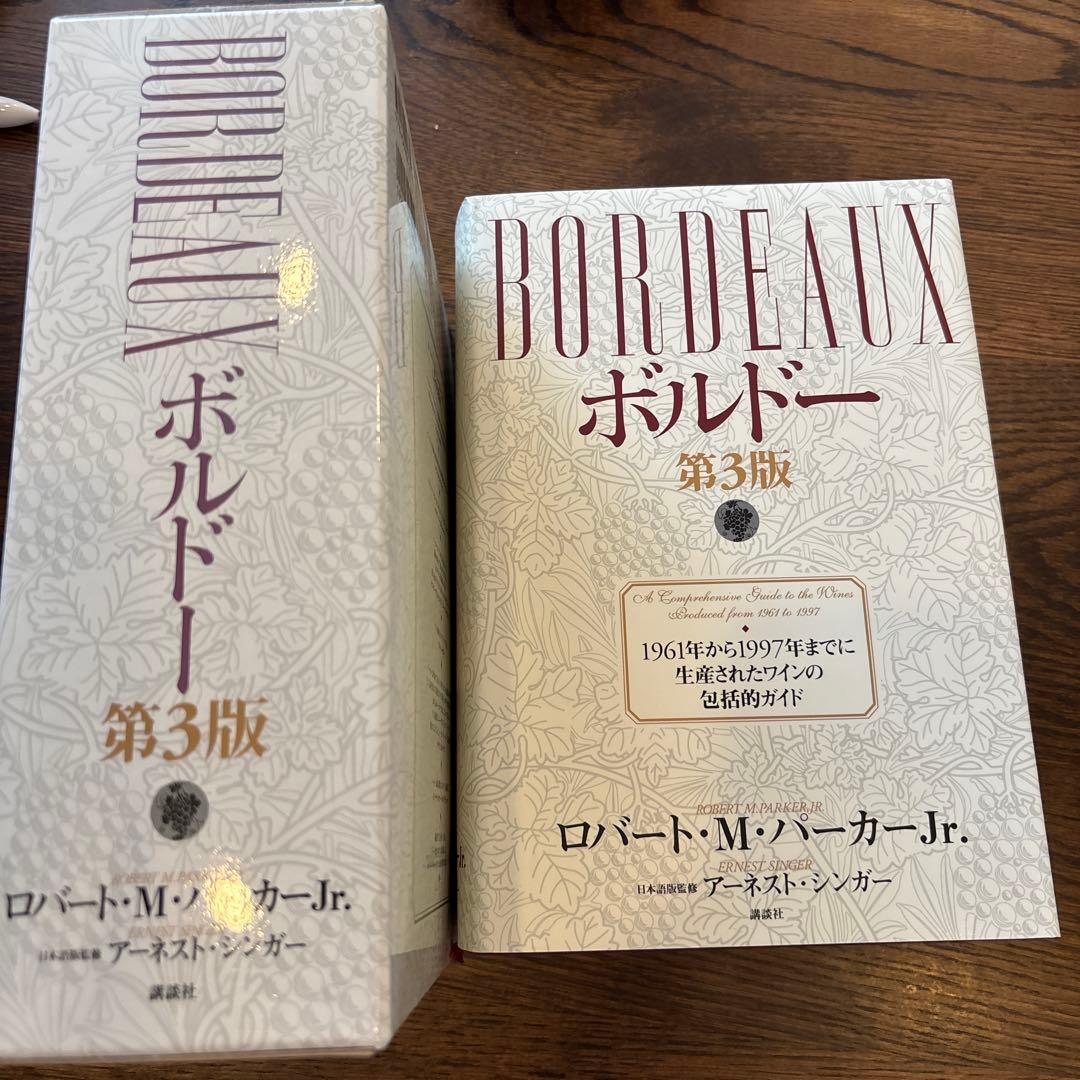 BORDEAUX
ボルドー
第3版
ROBERT M. PA
ロバート・M・パーカーJr.
ERNEST SINGER
日本語版監修 アーネスト・シンガー
講談社
BORDEAUX
ボルドー
第3版
A Comprehensive Guide to the Wines
Produced from 1961 to 1997
1961年から1997年までに
生産されたワインの
包括的ガイド
ROBERT M. PARKER, JR.
ロバート・M・パーカーJr.
ERNEST SINGER
日本語版監修 アーネスト・シンガー
講談社
Jr.